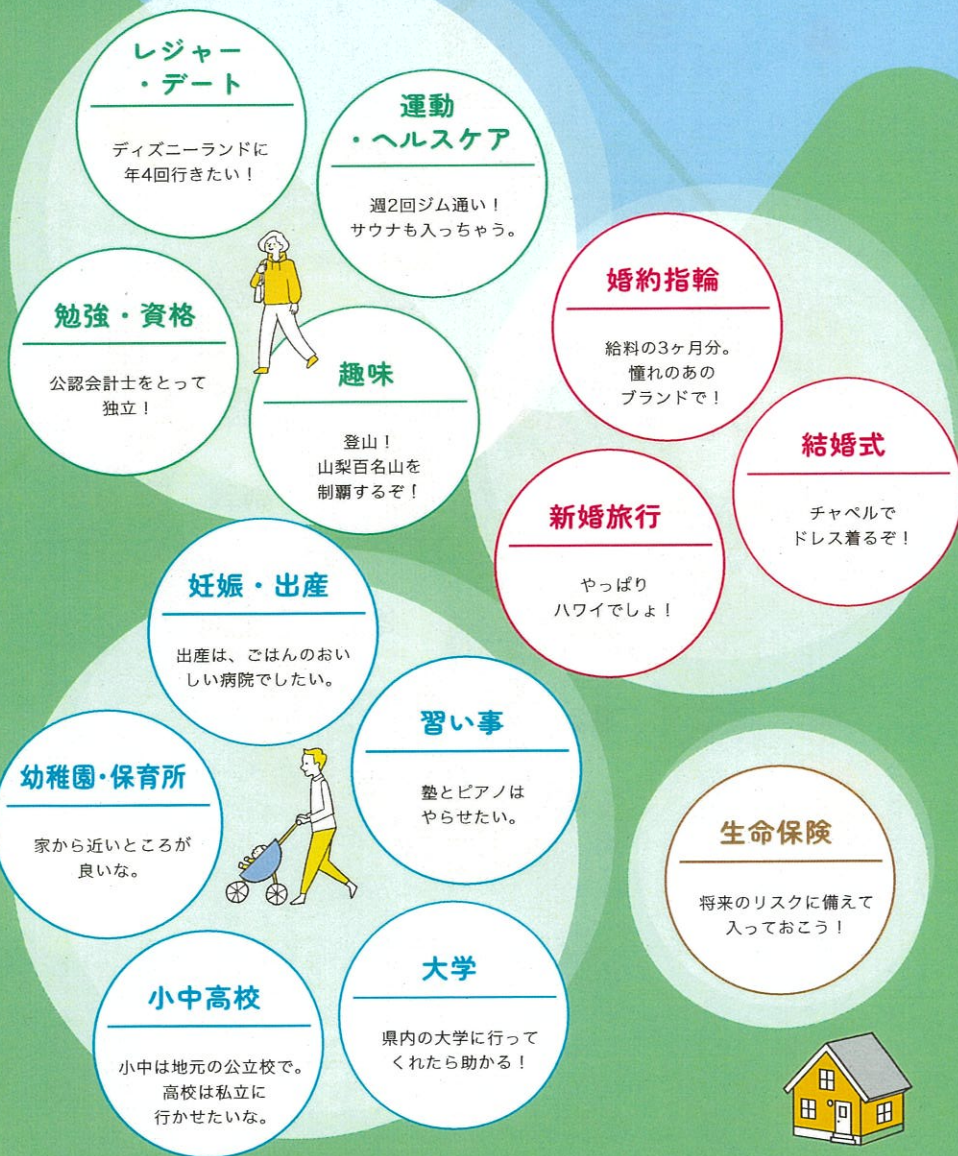 レジャー
・デート
ディズニーランドに
年4回行きたい！
運動
・ヘルスケア
週2回ジム通い！
サウナも入っちゃう。
勉強・資格
公認会計士をとって
独立！
趣味
登山！
山梨百名山を
制覇するぞ！
婚約指輪
給料の3ヶ月分。
憧れのあの
ブランドで！
結婚式
チャペルで
ドレス着るぞ！
新婚旅行
やっぱり
ハワイでしょ！
妊娠・出産
出産は、ごはんのおい
しい病院でしたい。
習い事
塾とピアノは
やらせたい。
幼稚園・保育所
家から近いところが
良いな。
小中高校
小中は地元の公立校で。
高校は私立に
行かせたいな。
大学
県内の大学に行って
くれたら助かる！
生命保険
将来のリスクに備えて
入っておこう！